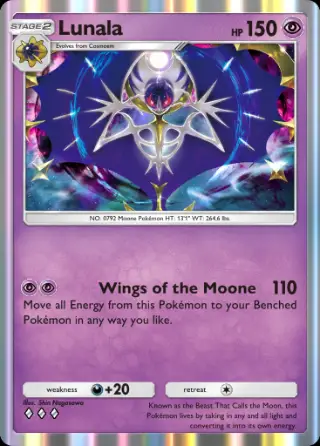 STAGE 2 Lunala HP 150
Evolves from Cosmoem
NO. 0792 Moone Pokémon HT: 13'1" WT: 264.6 lbs.
Wings of the Moone 110
Move all Energy from this Pokémon to your Benched
Pokémon in any way you like.
weakness +20 retreat
Illus. Shin Nagasawa
Known as the Beast That Calls the Moon, this
Pokémon lives by taking in any and all light and
converting it into its own energy.